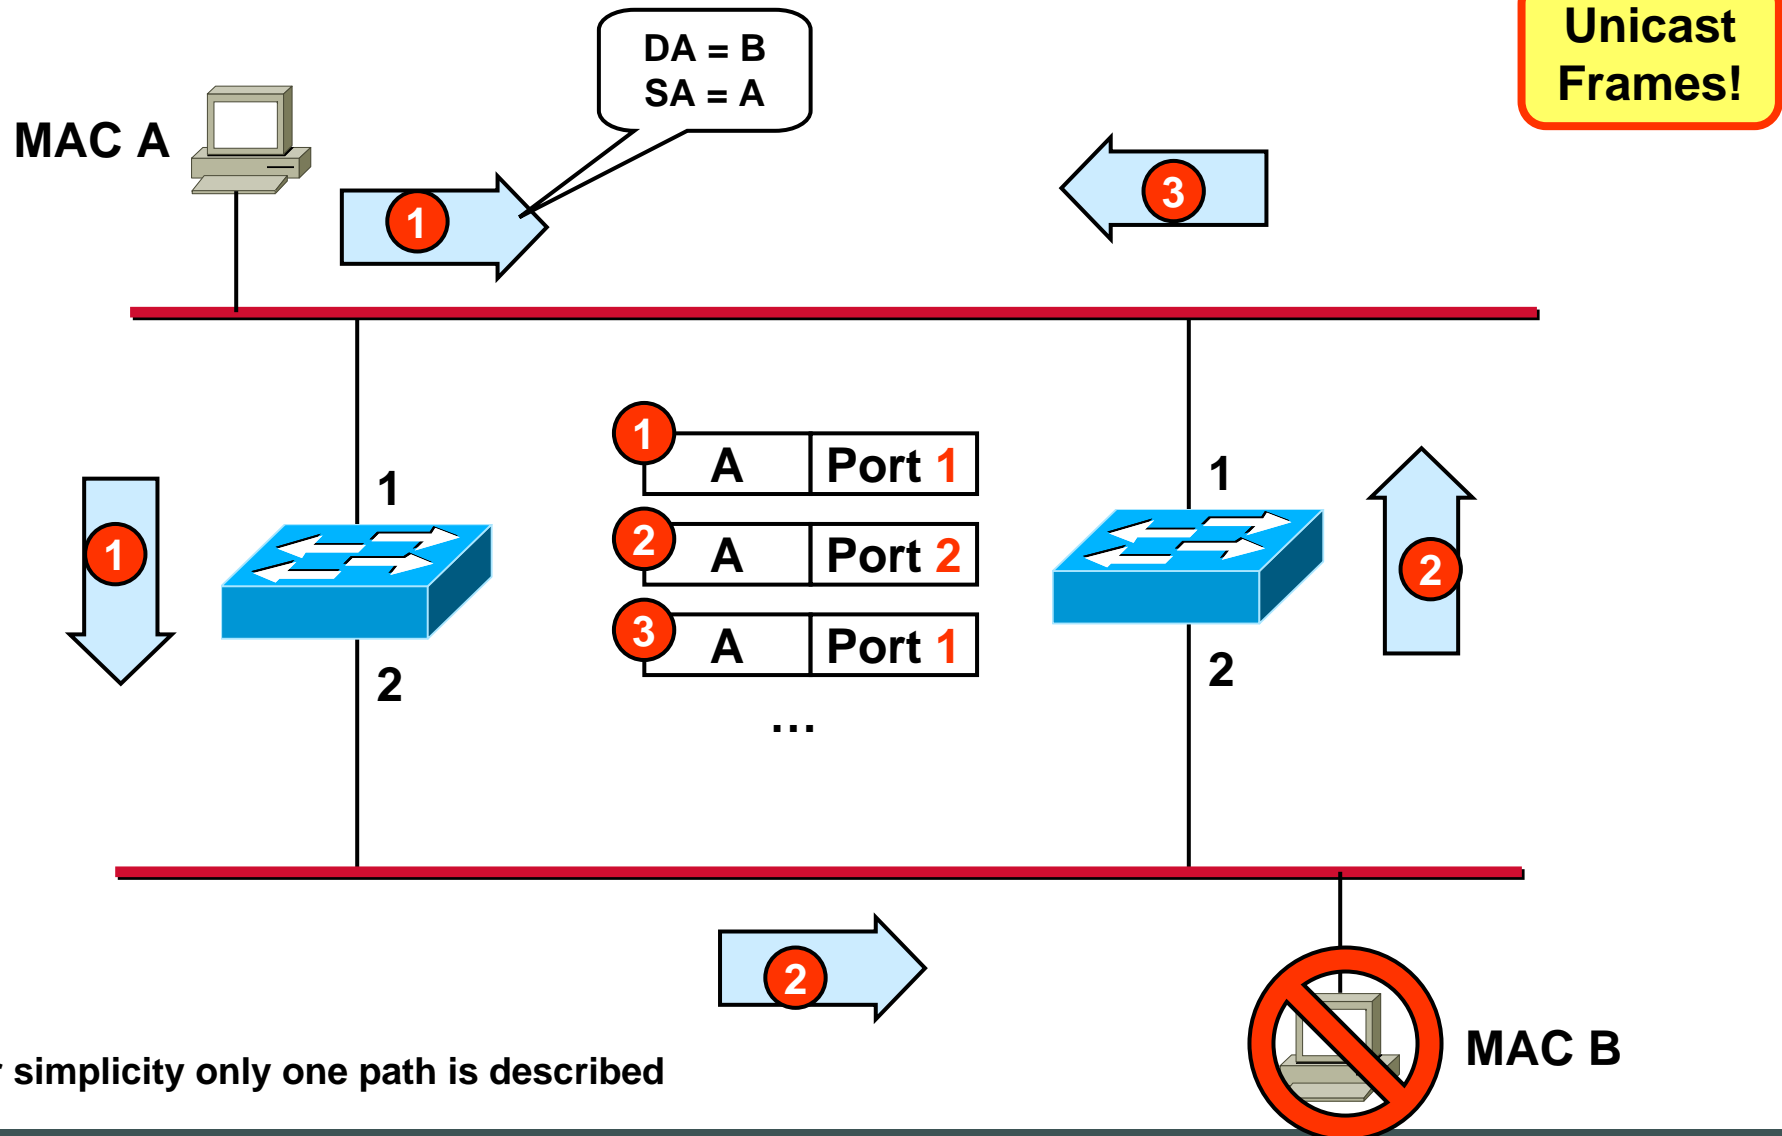 Unicast
Frames!
DA = B
SA = A
MAC A
1
3
1
A Port 1
2
A Port 2
3
A Port 1
…
1
2
1
1
2
2
2
MAC B
simplicity only one path is described